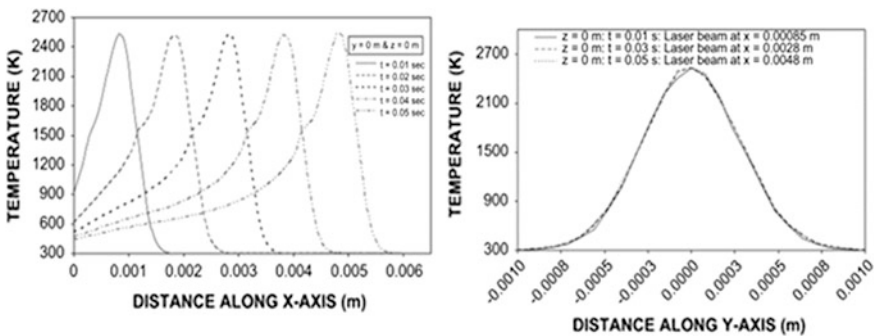 2700
2400
2100
1800
1500
1200
900
600
300
TEMPERATURE (K)
y = 0 m & z = 0 m
t = 0.01 sec
t = 0.02 sec
t = 0.03 sec
t = 0.04 sec
t = 0.05 sec
0 0.001 0.002 0.003 0.004 0.005 0.006
DISTANCE ALONG X-AXIS (m)
z = 0 m: t = 0.01 s: Laser beam at x = 0.00085 m
z = 0 m: t = 0.03 s: Laser beam at x = 0.0028 m
z = 0 m: t = 0.05 s: Laser beam at x = 0.0048 m
2700
2100
1500
900
300
TEMPERATURE (K)
-0.0010 -0.0008 -0.0005 -0.0003 0.0000 0.0003 0.0005 0.0008 0.0010
DISTANCE ALONG Y-AXIS (m)